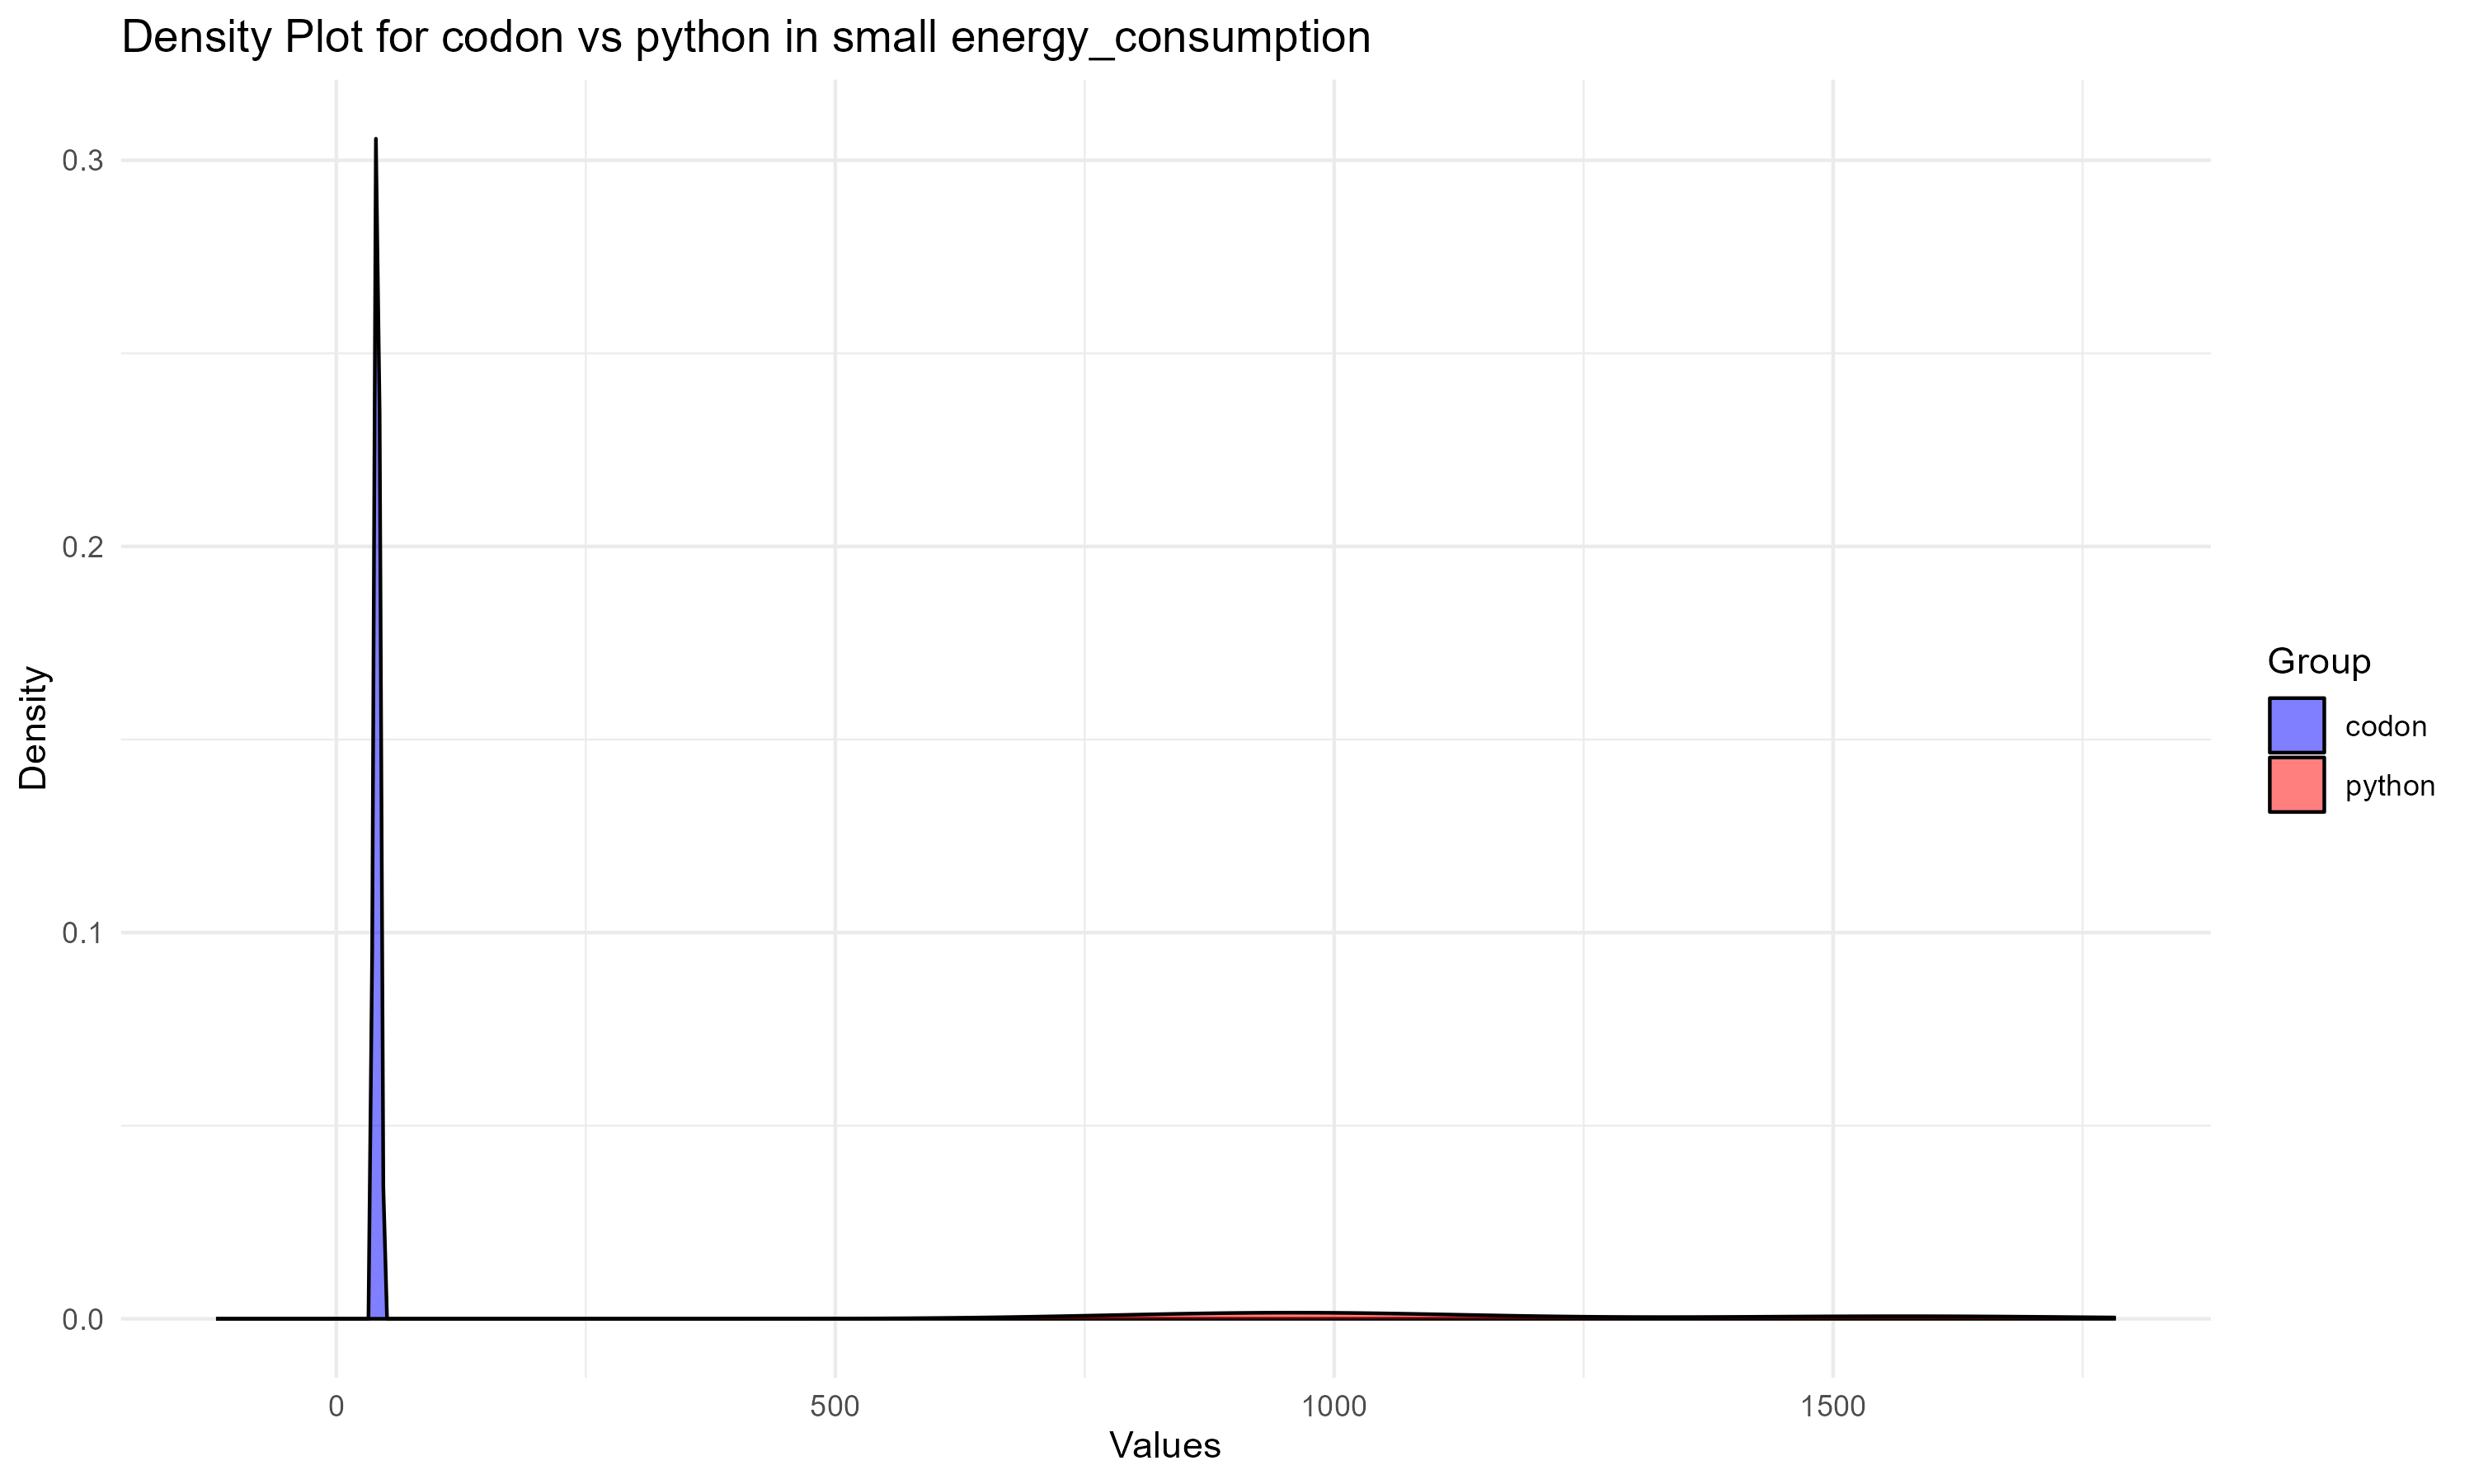 Density Plot for codon vs python in small energy_consumption
0.3
0.2
0.1
0.0
Density
0
500
1000
1500
Values
Group
codon
python